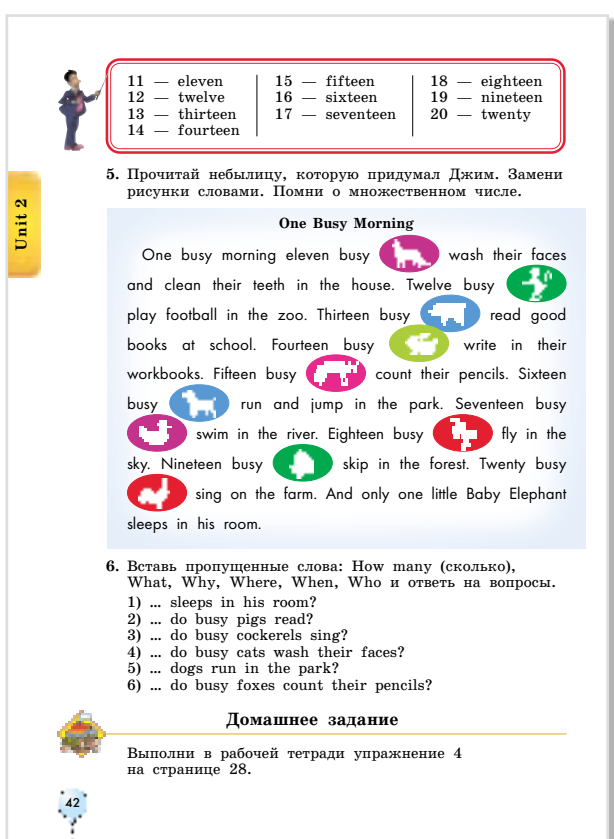 11 — eleven
12 — twelve
13 — thirteen
14 — fourteen
15 — fifteen
16 — sixteen
17 — seventeen
18 — eighteen
19 — nineteen
20 — twenty
Unit 2
5. Прочитай небылицу, которую придумал Джим. Замени
рисунки словами. Помни о множественном числе.
One Busy Morning
One busy morning eleven busy wash their faces
and clean their teeth in the house. Twelve busy
play football in the zoo. Thirteen busy read good
books at school. Fourteen busy write in their
workbooks. Fifteen busy count their pencils. Sixteen
busy run and jump in the park. Seventeen busy
swim in the river. Eighteen busy fly in the
sky. Nineteen busy skip in the forest. Twenty busy
sing on the farm. And only one little Baby Elephant
sleeps in his room.
6. Вставь пропущенные слова: How many (сколько),
What, Why, Where, When, Who и ответь на вопросы.
1) ... sleeps in his room?
2) ... do busy pigs read?
3) ... do busy cockerels sing?
4) ... do busy cats wash their faces?
5) ... dogs run in the park?
6) ... do busy foxes count their pencils?
Домашнее задание
Выполни в рабочей тетради упражнение 4
на странице 28.
42